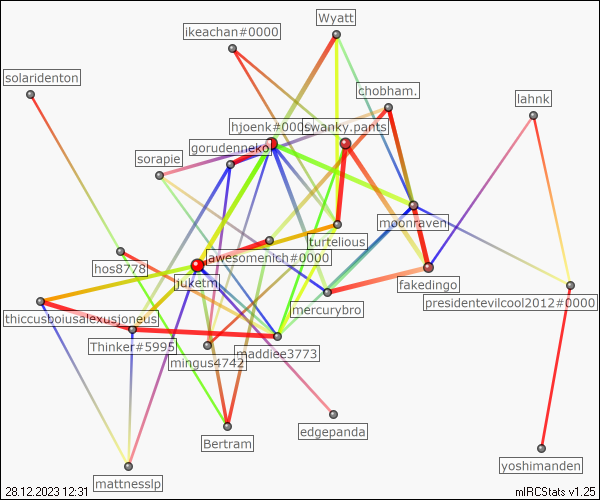 Wyatt
ikeachan#0000
solaridenton
chobham.
lahnk
hjoenk#000
swanky.pants
gorudenneko
sorapie
moonraven
turtelious
awesomenich#0000
hos8778
juketm
fakedingo
mercurybro
presidentevilcool2012#0000
thiccusboiusalexusjoneus
Thinker#5995
maddiee3773
mingus4742
edgepanda
Bertram
yoshimanden
mattnesslp
28.12.2023 12:31
mIRCStats v1.25